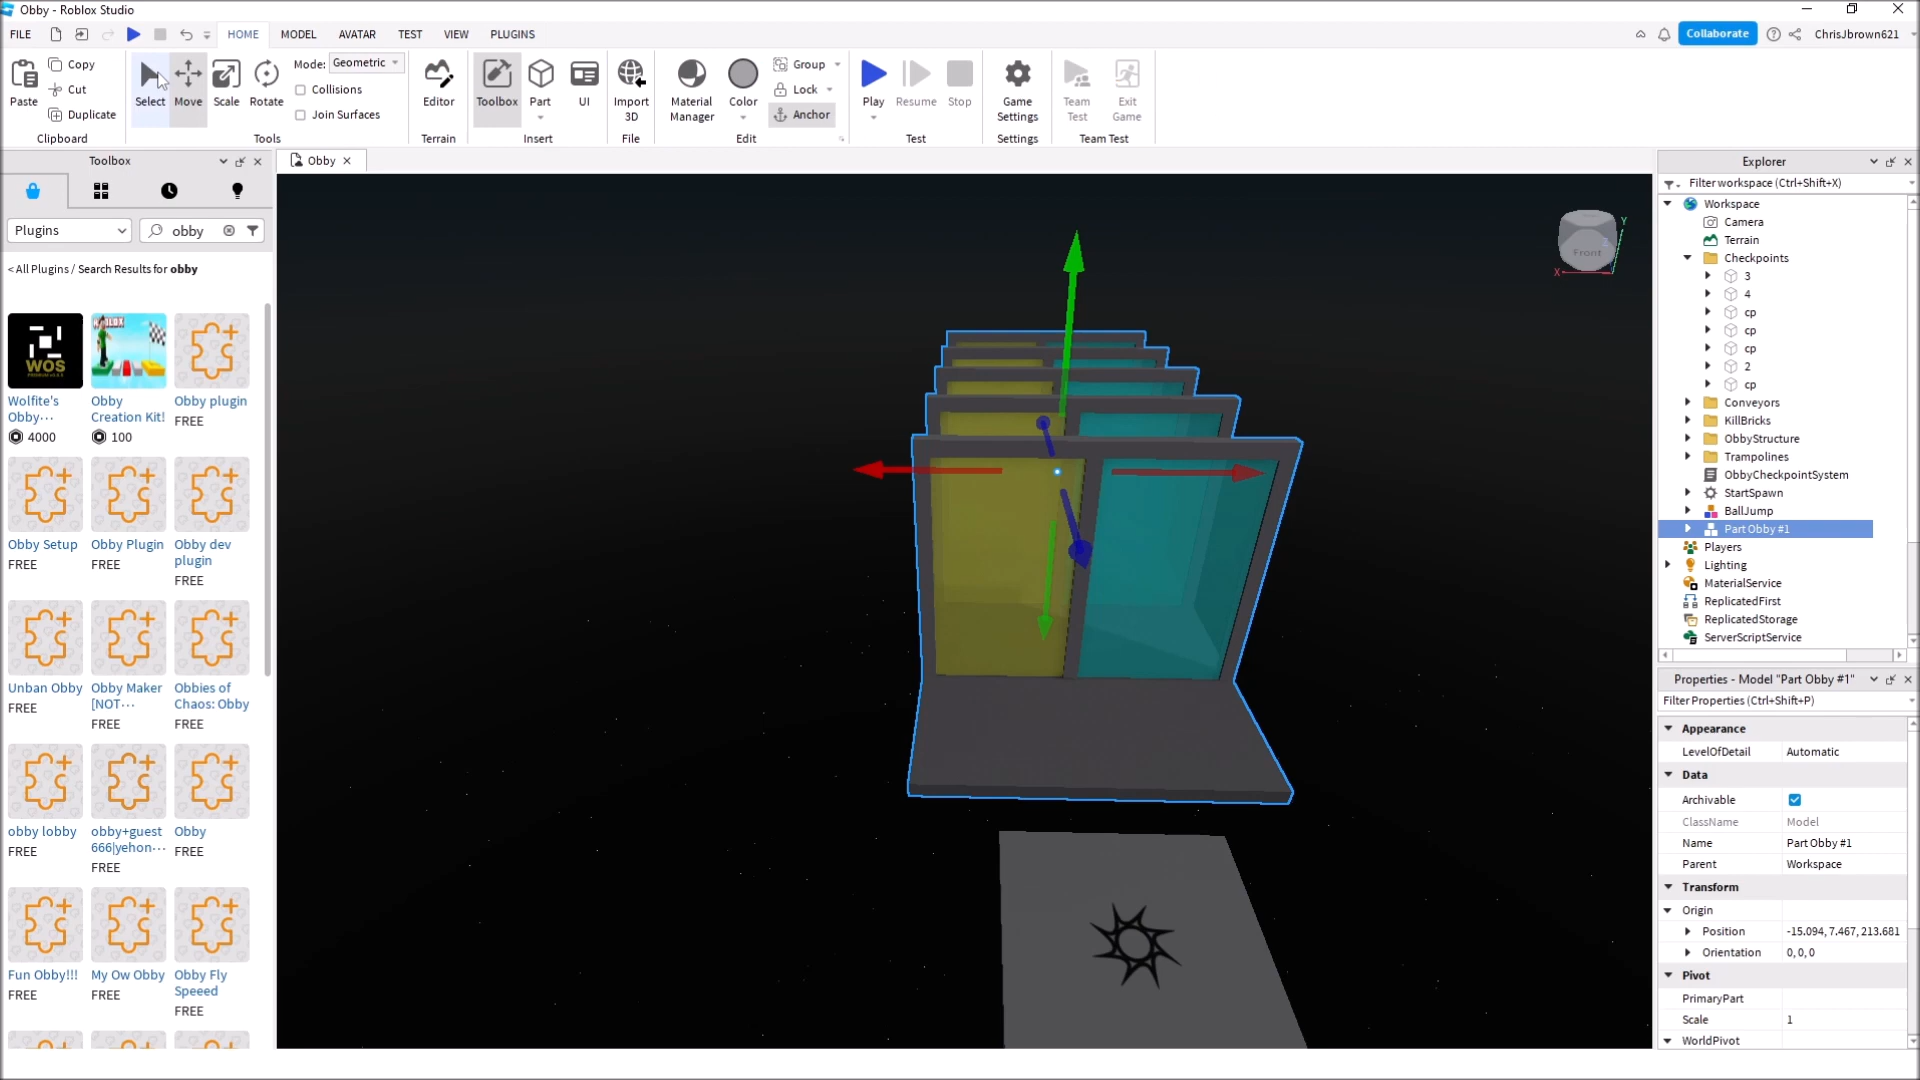 Obby - Roblox Studio
FILE HOME MODEL AVATAR TEST VIEW PLUGINS Collaborate ChrisJbrown621
Paste Copy Cut Duplicate Clipboard
Select Move Scale Rotate Mode: Geometric Collisions Join Surfaces Tools
Editor Terrain
Toolbox Part UI Insert
Import 3D File
Material Manager Color Group Lock Anchor Edit
Play Resume Stop Test
Game Settings Settings
Team Test Exit Game Team Test
Toolbox
Plugins obby
< All Plugins / Search Results for obby
WOS
ROBLOX
Wolfite's Obby···
4000
Obby Creation Kit!
100
Obby plugin
FREE
Obby Setup
FREE
Obby Plugin
FREE
Obby dev plugin
FREE
Unban Obby
FREE
Obby Maker [NOT···
FREE
Obbies of Chaos: Obby
FREE
obby lobby
FREE
obby+guest 666|yehon···
FREE
Obby
FREE
Fun Obby!!!
FREE
My Ow Obby
FREE
Obby Fly Speeed
FREE
Obby
Y
Front
X
Explorer
Filter workspace (Ctrl+Shift+X)
Workspace
Camera
Terrain
Checkpoints
3
4
cp
cp
cp
2
cp
Conveyors
KillBricks
ObbyStructure
Trampolines
ObbyCheckpointSystem
StartSpawn
BallJump
Part Obby #1
Players
Lighting
MaterialService
ReplicatedFirst
ReplicatedStorage
ServerScriptService
Properties - Model "Part Obby #1"
Filter Properties (Ctrl+Shift+P)
Appearance
LevelOfDetail Automatic
Data
Archivable
ClassName Model
Name Part Obby #1
Parent Workspace
Transform
Origin
Position -15.094, 7.467, 213.681
Orientation 0, 0, 0
Pivot
PrimaryPart
Scale 1
WorldPivot